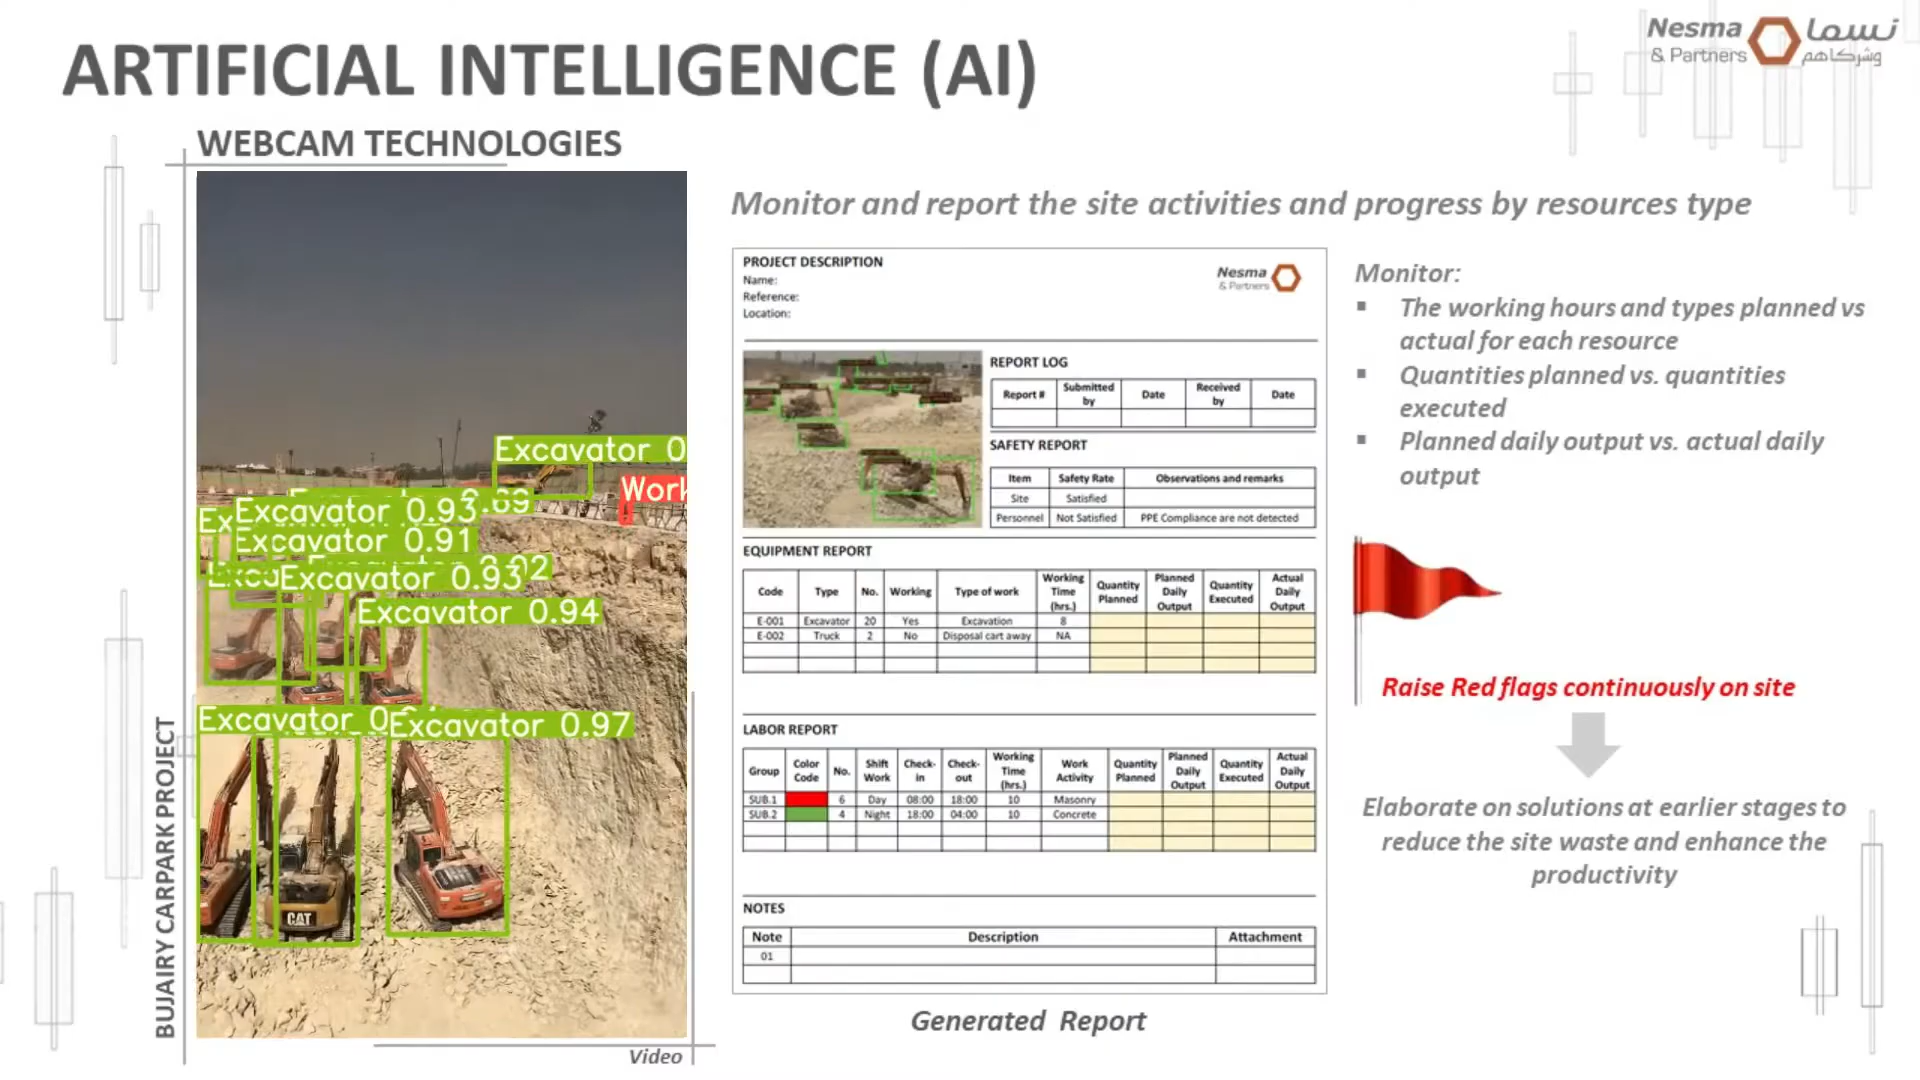 ARTIFICIAL INTELLIGENCE (AI)
Nesma
& Partners
نسما
وشركاهم
WEBCAM TECHNOLOGIES
Monitor and report the site activities and progress by resources type
BUJAIRY CARPARK PROJECT
Excavator 0
Work
Excavator 0.93
.69
Ex
Excavator 0.91
Excavator 0.93
Excavator 0.94
Excavator 0.
Excavator 0.97
CAT
Video
PROJECT DESCRIPTION
Name:
Reference:
Location:
Nesma
& Partners
REPORT LOG
Report # Submitted by Date Received by Date
SAFETY REPORT
Item Safety Rate Observations and remarks
Site Satisfied
Personnel Not Satisfied PPE Compliance are not detected
EQUIPMENT REPORT
Code Type No. Working Type of work Working Time (hrs.) Quantity Planned Planned Daily Output Quantity Executed Actual Daily Output
E-001 Excavator 20 Yes Excavation 8
E-002 Truck 2 No Disposal cart away NA
LABOR REPORT
Group Color Code No. Shift Work Check-in Check-out Working Time (hrs.) Work Activity Quantity Planned Planned Daily Output Quantity Executed Actual Daily Output
SUB.1 6 Day 08:00 18:00 10 Masonry
SUB.2 4 Night 18:00 04:00 10 Concrete
NOTES
Note Description Attachment
01
Generated Report
Monitor:
▪ The working hours and types planned vs
actual for each resource
▪ Quantities planned vs. quantities
executed
▪ Planned daily output vs. actual daily
output
Raise Red flags continuously on site
Elaborate on solutions at earlier stages to
reduce the site waste and enhance the
productivity